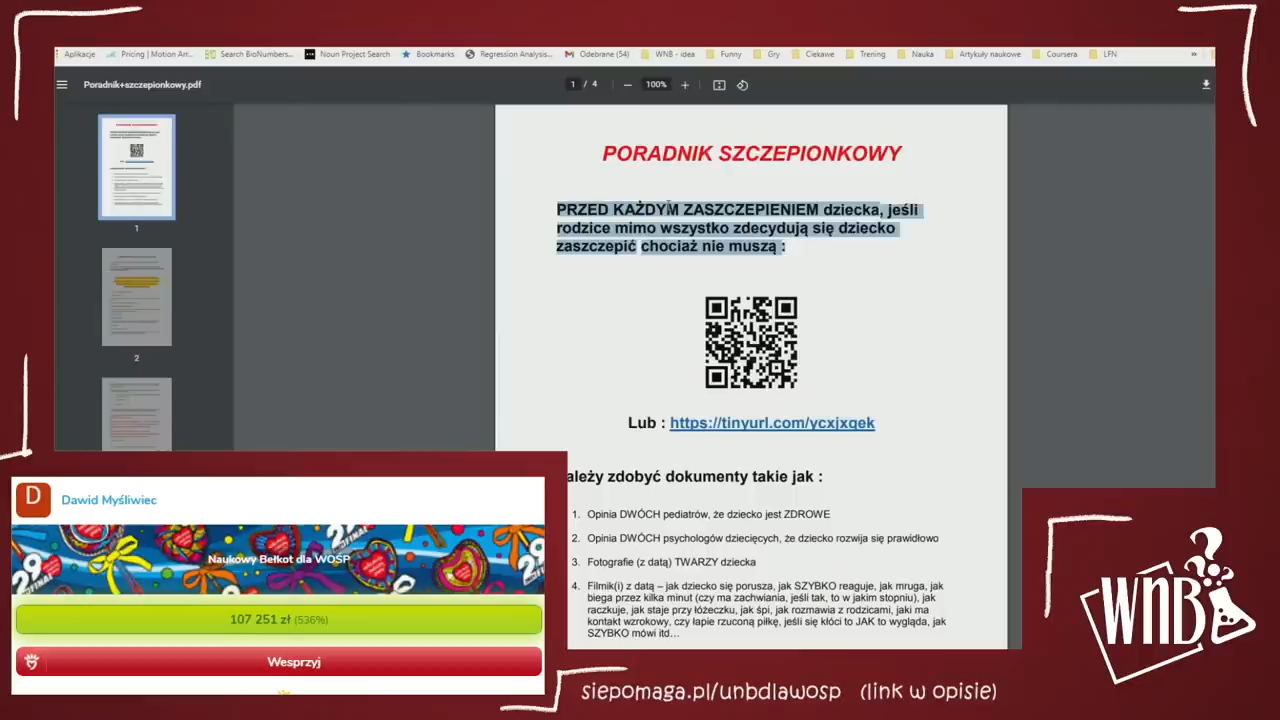 Aplikacje Pricing | Motion Arr... Search BioNumbers... Noun Project Search Bookmarks Regression Analysis... Odebrane (54) WNB - idea Funny Gry Ciekawe Trening Nauka Artykuły naukowe Coursera LFN »
Poradnik+szczepionkowy.pdf 1 / 4 − 100% +
1
2
PORADNIK SZCZEPIONKOWY
PRZED KAŻDYM ZASZCZEPIENIEM dziecka, jeśli
rodzice mimo wszystko zdecydują się dziecko
zaszczepić chociaż nie muszą :
Lub : https://tinyurl.com/ycxjxqek
ależy zdobyć dokumenty takie jak :
1. Opinia DWÓCH pediatrów, że dziecko jest ZDROWE
2. Opinia DWÓCH psychologów dziecięcych, że dziecko rozwija się prawidłowo
3. Fotografie (z datą) TWARZY dziecka
4. Filmik(i) z datą – jak dziecko się porusza, jak SZYBKO reaguje, jak mruga, jak
biega przez kilka minut (czy ma zachwiania, jeśli tak, to w jakim stopniu), jak
raczkuje, jak staje przy łóżeczku, jak śpi, jak rozmawia z rodzicami, jaki ma
kontakt wzrokowy, czy łapie rzuconą piłkę, jeśli się kłóci to JAK to wygląda, jak
SZYBKO mówi itd...
D Dawid Myśliwiec
Naukowy Bełkot dla WOSP
107 251 zł (536%)
Wesprzyj
WNB
siepomaga.pl/unbdlawosp (link w opisie)